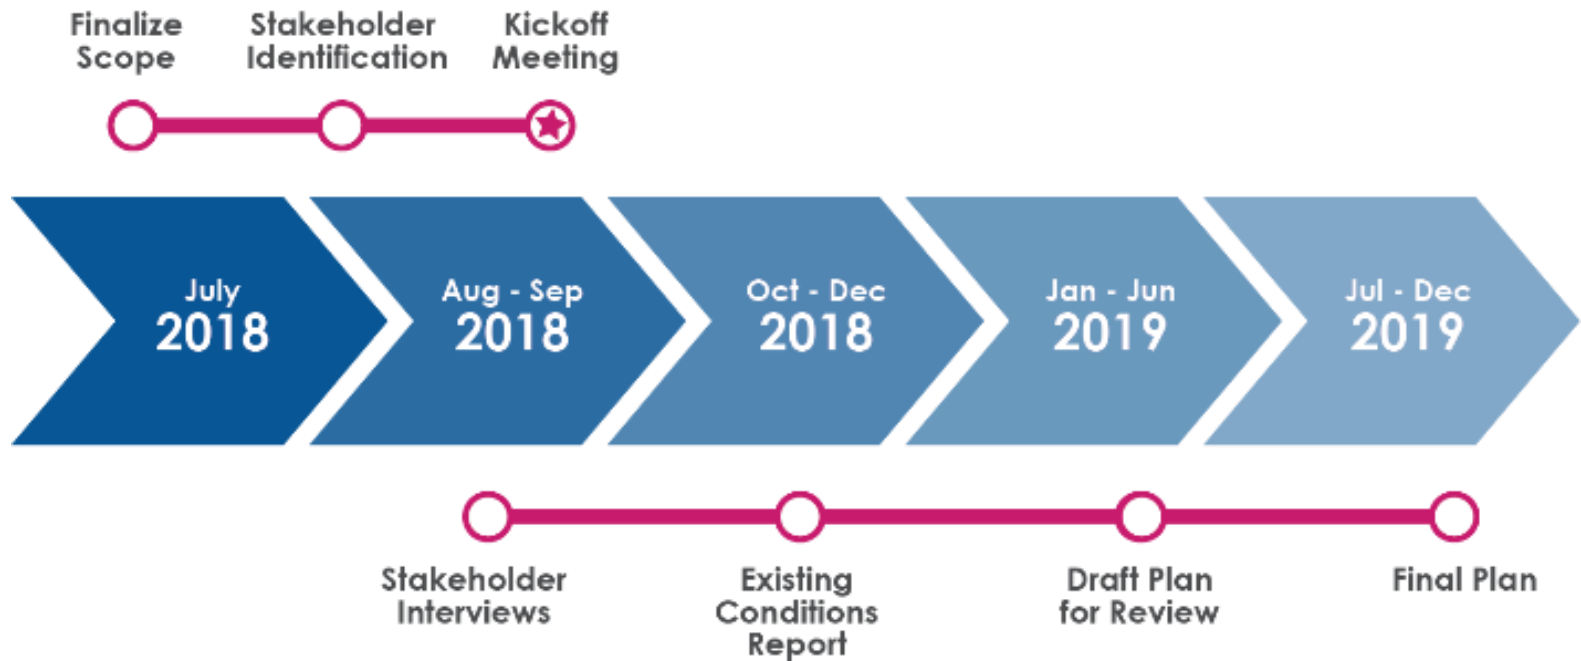 Finalize
Scope
Stakeholder
Identification
Kickoff
Meeting
July
2018
Aug - Sep
2018
Oct - Dec
2018
Jan - Jun
2019
Jul - Dec
2019
Stakeholder
Interviews
Existing
Conditions
Report
Draft Plan
for Review
Final Plan